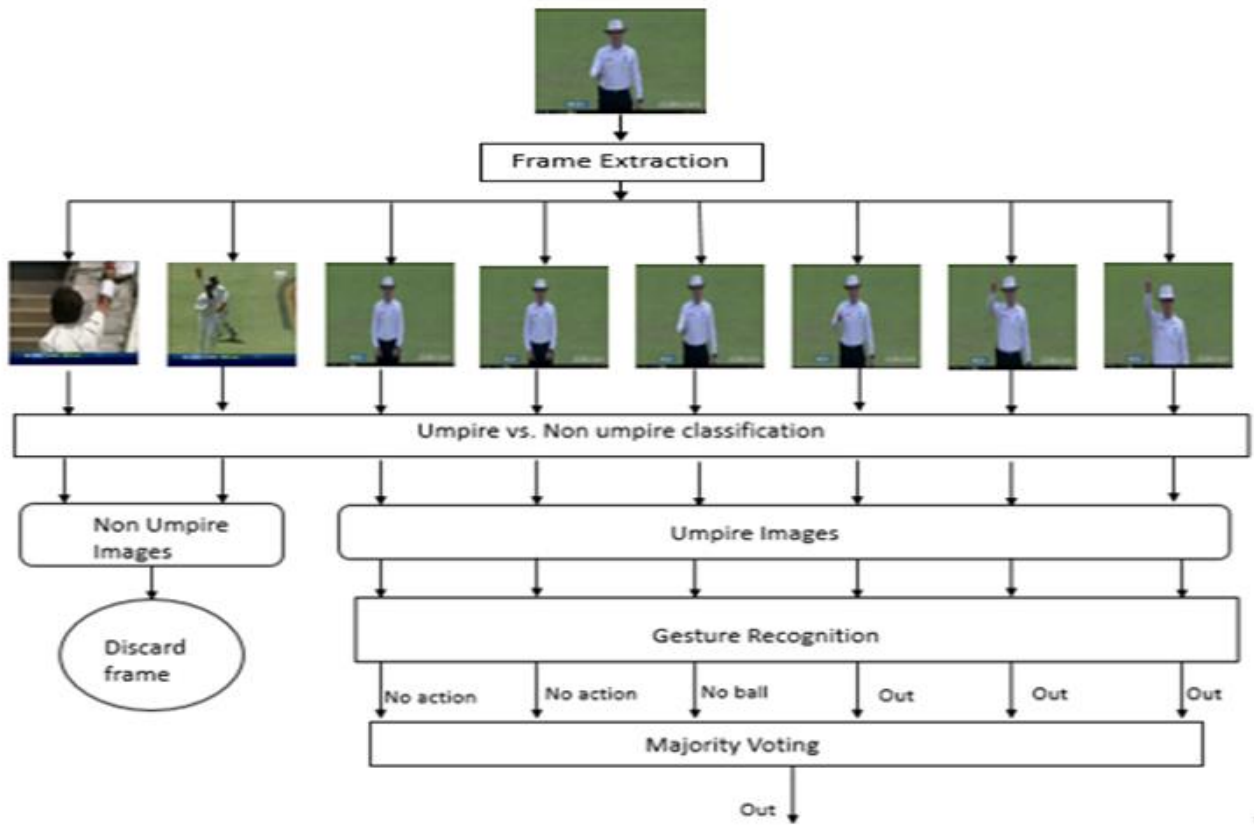 Frame Extraction
Umpire vs. Non umpire classification
Non Umpire
Images
Umpire Images
Discard
frame
Gesture Recognition
No action
No action
No ball
Out
Out
Out
Majority Voting
Out